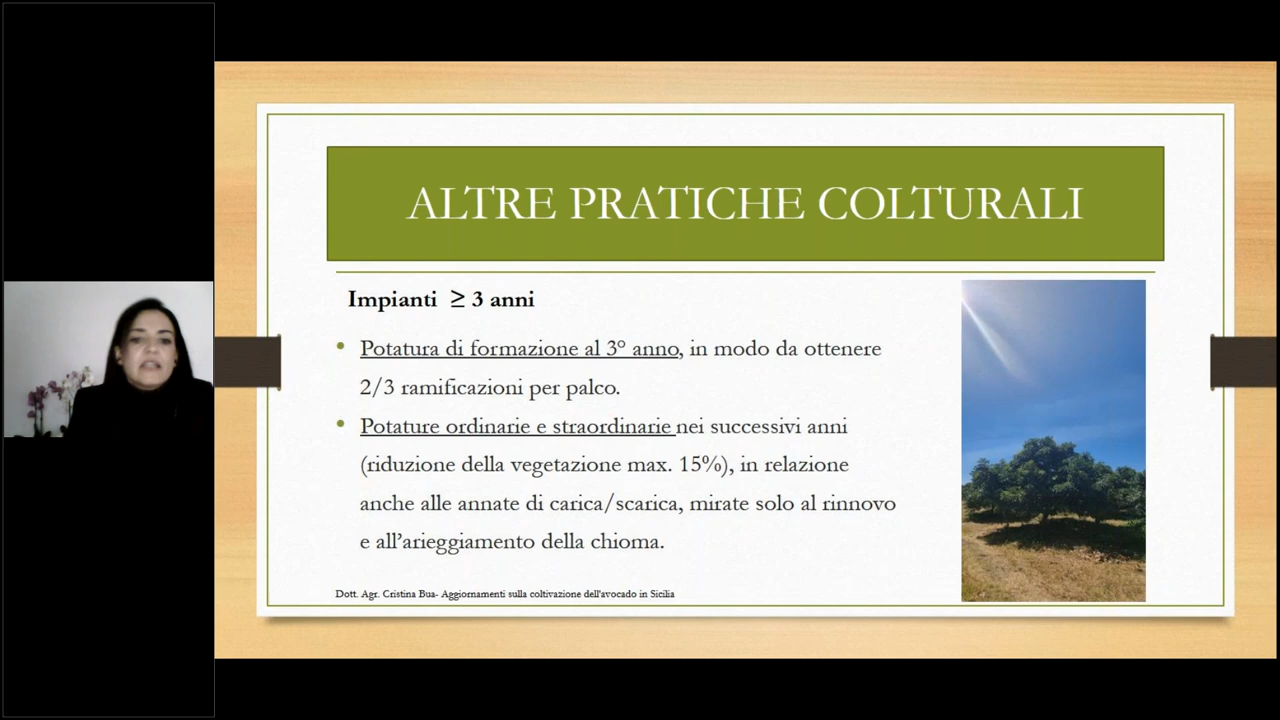 ALTRE PRATICHE COLTURALI
Impianti ≥ 3 anni
• Potatura di formazione al 3° anno, in modo da ottenere
2/3 ramificazioni per palco.
• Potature ordinarie e straordinarie nei successivi anni
(riduzione della vegetazione max. 15%), in relazione
anche alle annate di carica/scarica, mirate solo al rinnovo
e all'arieggiamento della chioma.
Dott. Agr. Cristina Bua- Aggiornamenti sulla coltivazione dell'avocado in Sicilia